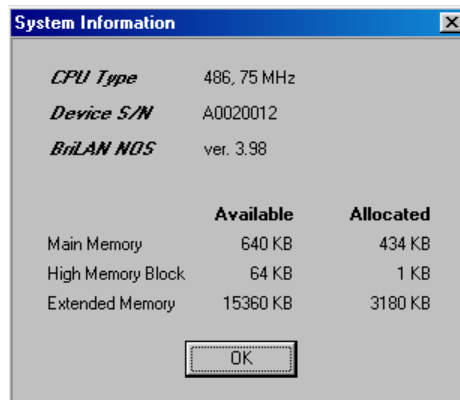 System Information
CPU Type 486, 75 MHz
Device S/N A0020012
BriLAN NOS ver. 3.98
Available Allocated
Main Memory 640 KB 434 KB
High Memory Block 64 KB 1 KB
Extended Memory 15360 KB 3180 KB
OK